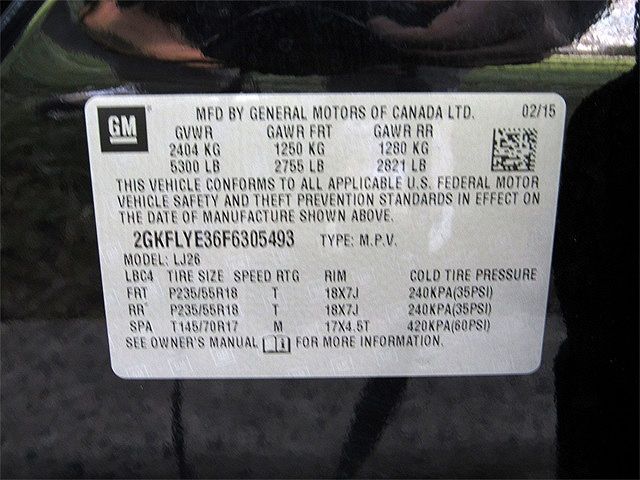 GM
MFD BY GENERAL MOTORS OF CANADA LTD. 02/15
GVWR GAWR FRT GAWR RR
2404 KG 1250 KG 1280 KG
5300 LB 2755 LB 2821 LB
THIS VEHICLE CONFORMS TO ALL APPLICABLE U.S. FEDERAL MOTOR
VEHICLE SAFETY AND THEFT PREVENTION STANDARDS IN EFFECT ON
THE DATE OF MANUFACTURE SHOWN ABOVE.
2GKFLYE36F6305493 TYPE: M.P.V.
MODEL: LJ26
LBC4 TIRE SIZE SPEED RTG RIM COLD TIRE PRESSURE
FRT P235/55R18 T 18X7J 240KPA(35PSI)
RR P235/55R18 T 18X7J 240KPA(35PSI)
SPA T145/70R17 M 17X4.5T 420KPA(60PSI)
SEE OWNER'S MANUAL FOR MORE INFORMATION.